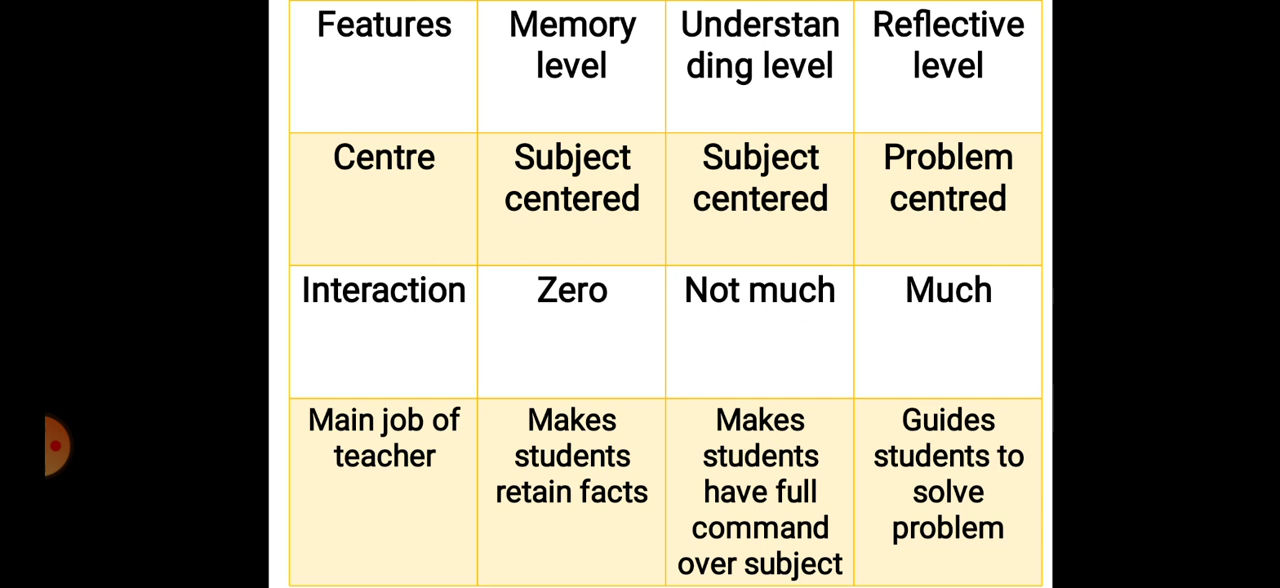 Features
Memory
level
Understan
ding level
Reflective
level
Centre
Subject
centered
Subject
centered
Problem
centred
Interaction
Zero
Not much
Much
Main job of
teacher
Makes
students
retain facts
Makes
students
have full
command
over subject
Guides
students to
solve
problem